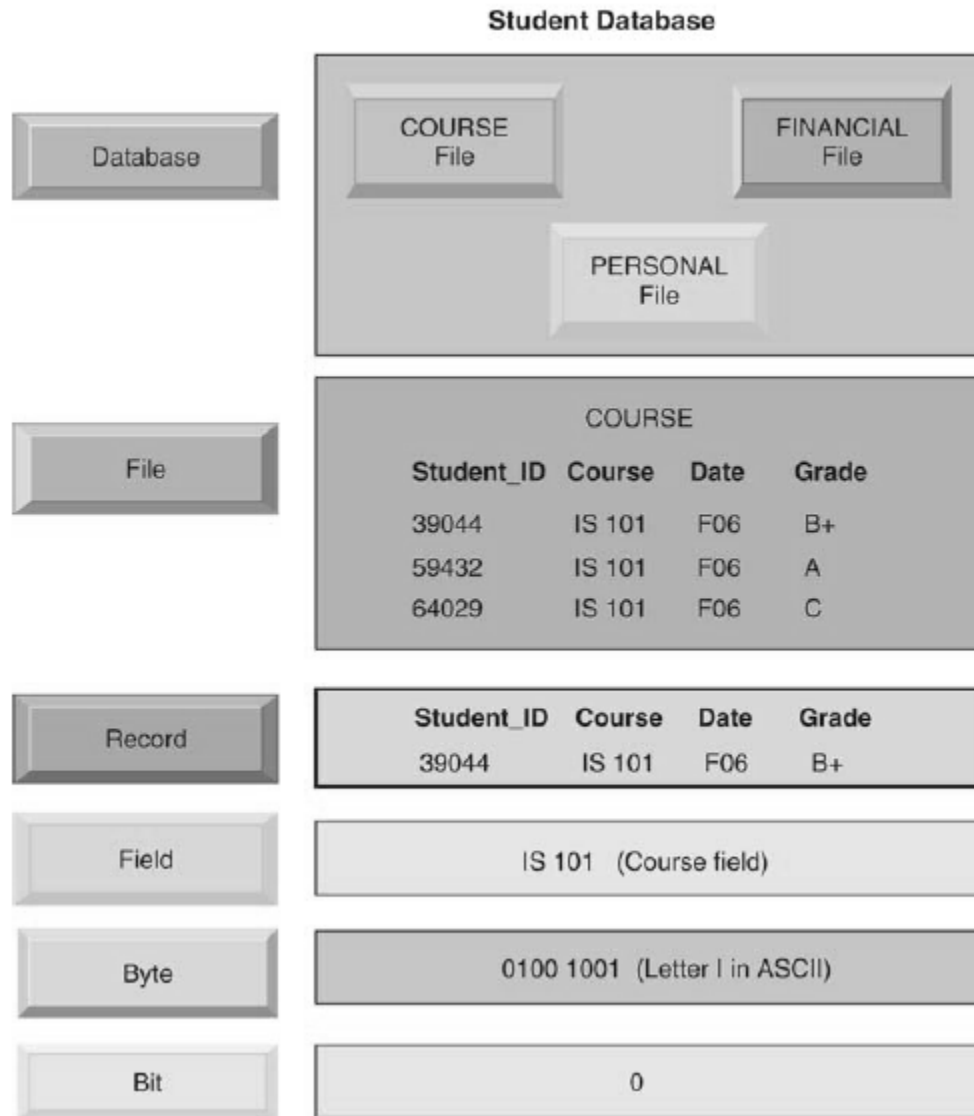 Student Database
Database
COURSE
File
FINANCIAL
File
PERSONAL
File
File
COURSE
Student_ID Course Date Grade
39044 IS 101 F06 B+
59432 IS 101 F06 A
64029 IS 101 F06 C
Record
Student_ID Course Date Grade
39044 IS 101 F06 B+
Field
IS 101 (Course field)
Byte
0100 1001 (Letter I in ASCII)
Bit
0